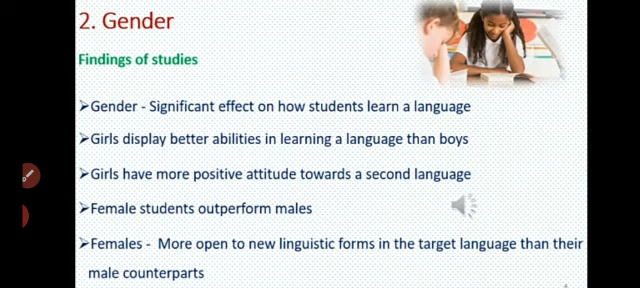 2. Gender
Findings of studies
➢Gender - Significant effect on how students learn a language
➢Girls display better abilities in learning a language than boys
➢Girls have more positive attitude towards a second language
➢Female students outperform males
➢Females - More open to new linguistic forms in the target language than their
male counterparts